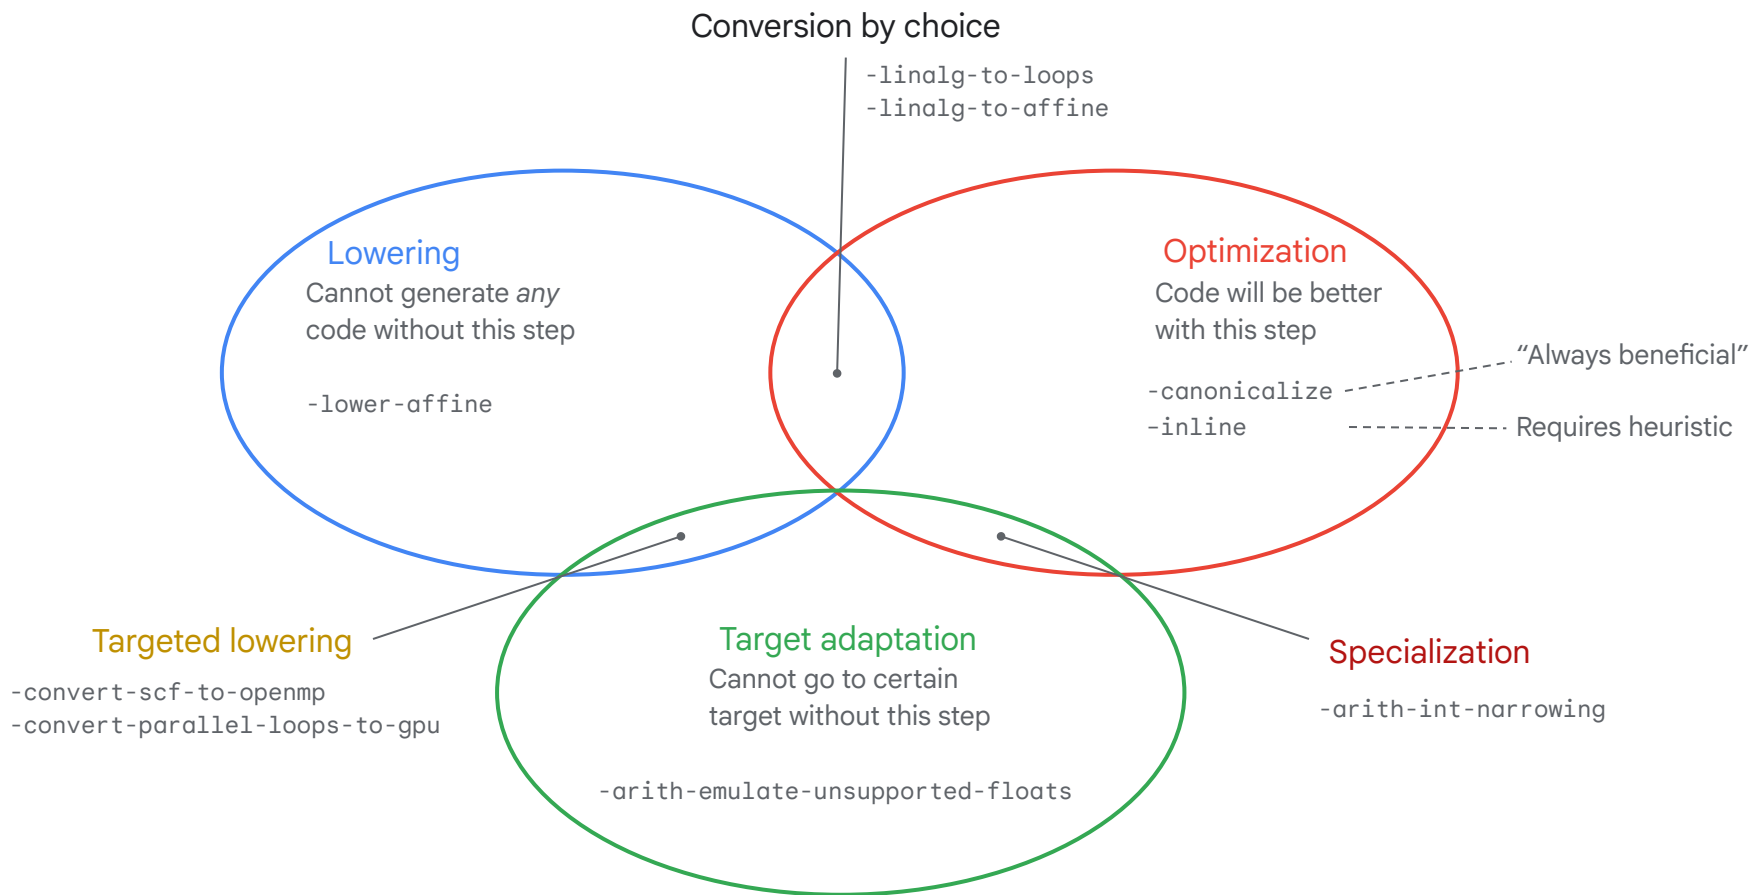 Conversion by choice
-linalg-to-loops
-linalg-to-affine
Lowering
Cannot generate any
code without this step
-lower-affine
Optimization
Code will be better
with this step
-canonicalize
-inline
“Always beneficial”
Requires heuristic
Targeted lowering
-convert-scf-to-openmp
-convert-parallel-loops-to-gpu
Target adaptation
Cannot go to certain
target without this step
-arith-emulate-unsupported-floats
Specialization
-arith-int-narrowing